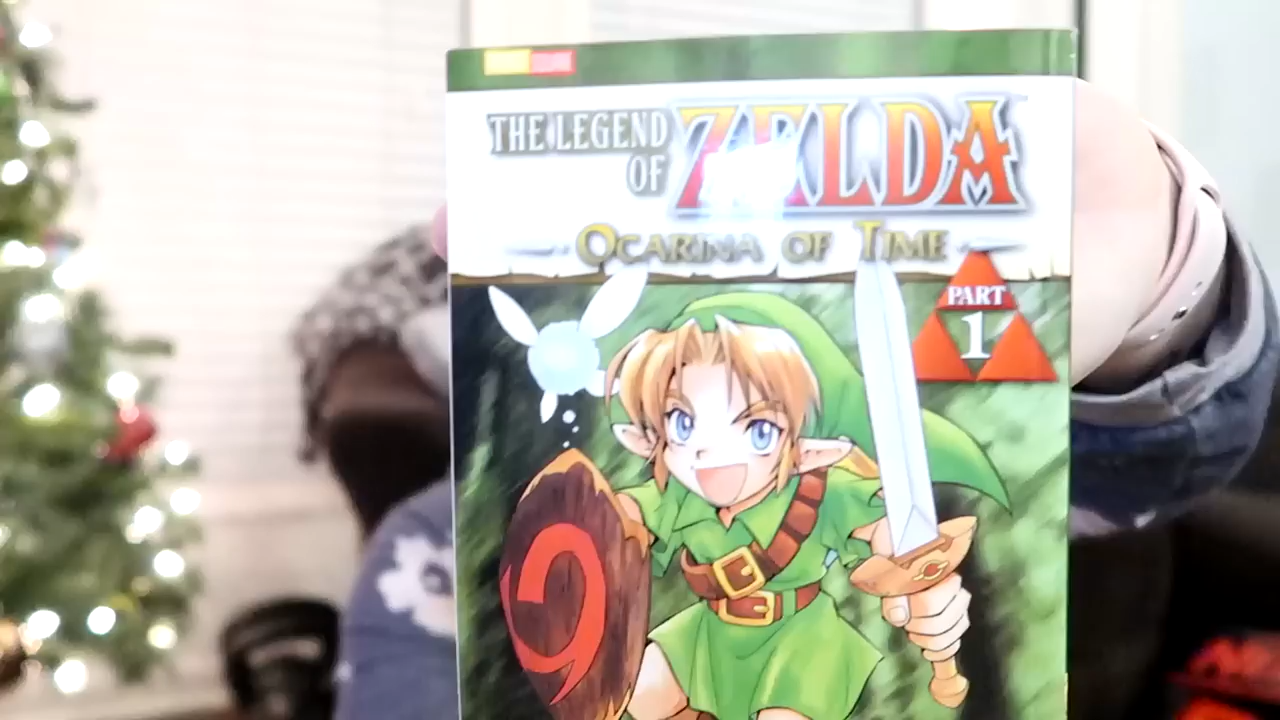 THE LEGEND
OF ZELDA
OCARINA OF TIME
PART
1